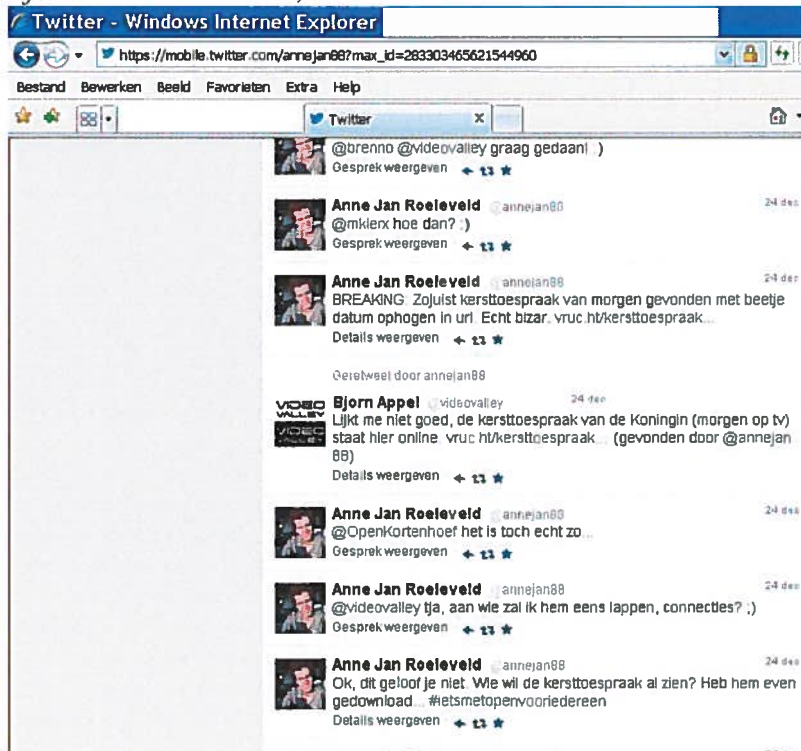 Twitter - Windows Internet Explorer
https://mobile.twitter.com/annejan88?max_id=283303465621544960
Bestand Bewerken Beeld Favorieten Extra Help
Twitter x
@brenno @videovalley graag gedaan! :)
Gesprek weergeven
Anne Jan Roeleveld @annejan88 24 dec
@mklerx hoe dan? :)
Gesprek weergeven
Anne Jan Roeleveld @annejan88 24 dec
BREAKING: Zojuist kersttoespraak van morgen gevonden met beetje
datum ophogen in url. Echt bizar. vruc.ht/kersttoespraak...
Details weergeven
Geretweet door annejan88
VIDEO
VALLEY
VIDEO
VALLEY
Bjorn Appel @videovalley 24 dec
Lijkt me niet goed, de kersttoespraak van de Koningin (morgen op tv)
staat hier online. vruc.ht/kersttoespraak... (gevonden door @annejan
88)
Details weergeven
Anne Jan Roeleveld @annejan88 24 dec
@OpenKortenhoef het is toch echt zo...
Gesprek weergeven
Anne Jan Roeleveld @annejan88 24 dec
@videovalley tja, aan wie zal ik hem eens lappen, connecties? ;)
Gesprek weergeven
Anne Jan Roeleveld @annejan88 24 dec
Ok, dit geloof je niet. Wie wil de kersttoespraak al zien? Heb hem even
gedownload... #ietsmetopenvooriedereen
Details weergeven